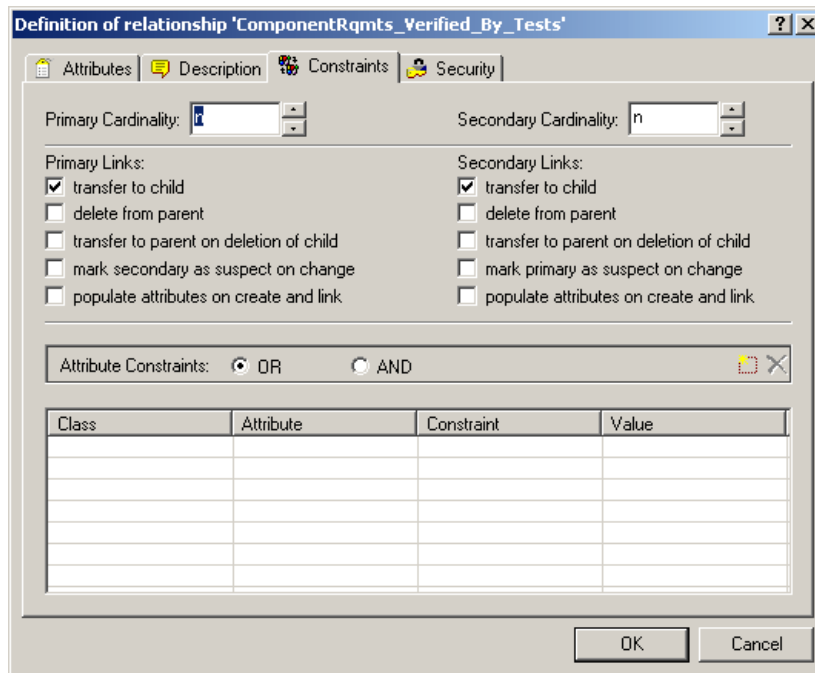 Definition of relationship 'ComponentRqmts_Verified_By_Tests'
Attributes Description Constraints Security
Primary Cardinality: n Secondary Cardinality: n
Primary Links: Secondary Links:
transfer to child transfer to child
delete from parent delete from parent
transfer to parent on deletion of child transfer to parent on deletion of child
mark secondary as suspect on change mark primary as suspect on change
populate attributes on create and link populate attributes on create and link
Attribute Constraints: OR AND
Class Attribute Constraint Value
OK Cancel